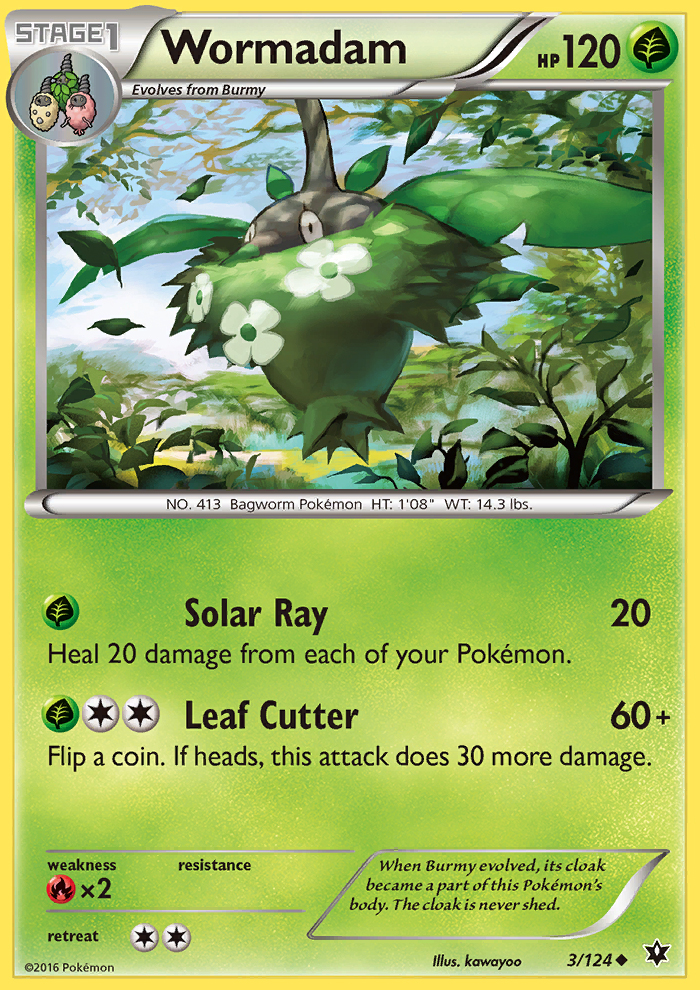 STAGE1
Wormadam
HP120
Evolves from Burmy
NO. 413 Bagworm Pokémon HT: 1'08" WT: 14.3 lbs.
Solar Ray 20
Heal 20 damage from each of your Pokémon.
Leaf Cutter 60+
Flip a coin. If heads, this attack does 30 more damage.
weakness resistance
×2
retreat
When Burmy evolved, its cloak
became a part of this Pokémon's
body. The cloak is never shed.
©2016 Pokémon
Illus. kawayoo 3/124